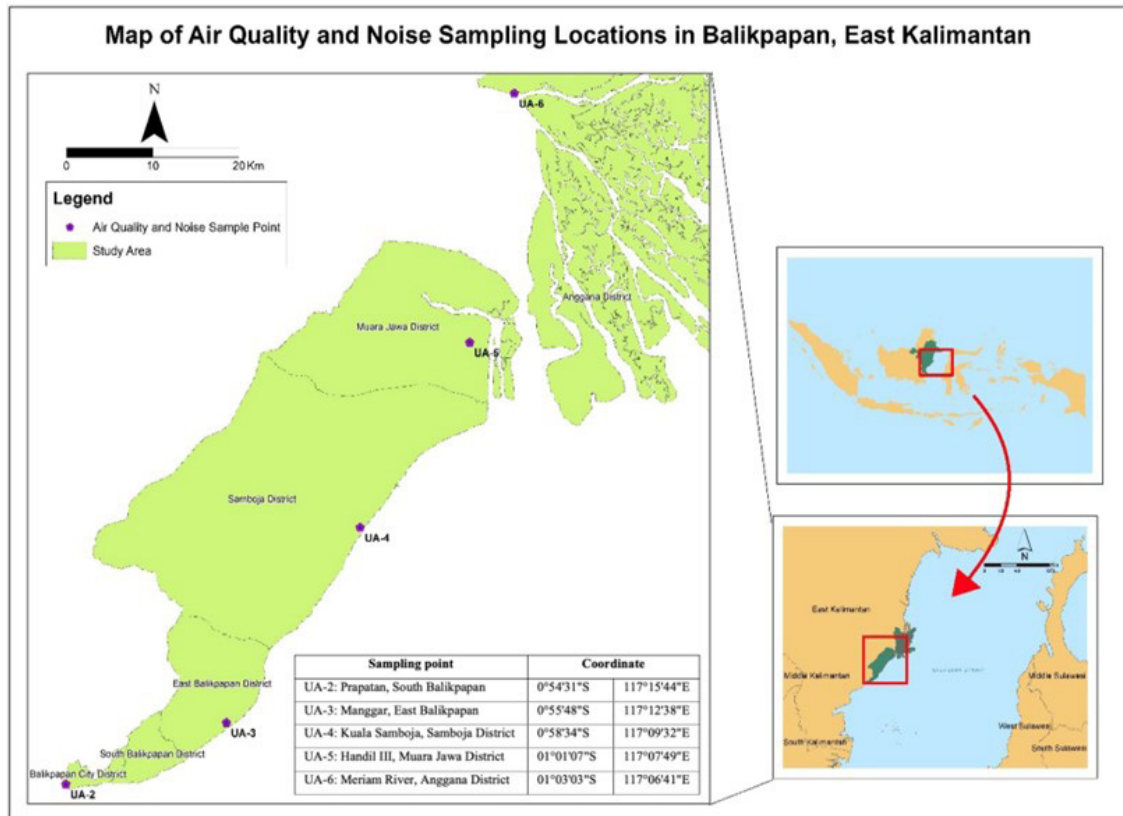 Map of Air Quality and Noise Sampling Locations in Balikpapan, East Kalimantan
N
0 10 20 Km
Legend
Air Quality and Noise Sample Point
Study Area
UA-6
Anggana District
Muara Jawa District
UA-5
Samboja District
UA-4
East Balikpapan District
UA-3
South Balikpapan District
Balikpapan City District
UA-2
Sampling point Coordinate
UA-2: Prapatan, South Balikpapan 0°54'31"S 117°15'44"E
UA-3: Manggar, East Balikpapan 0°55'48"S 117°12'38"E
UA-4: Kuala Samboja, Samboja District 0°58'34"S 117°09'32"E
UA-5: Handil III, Muara Jawa District 01°01'07"S 117°07'49"E
UA-6: Meriam River, Anggana District 01°03'03"S 117°06'41"E
N
East Kalimantan
Middle Kalimantan
South Kalimantan
Middle Sulawesi
West Sulawesi
South Sulawesi